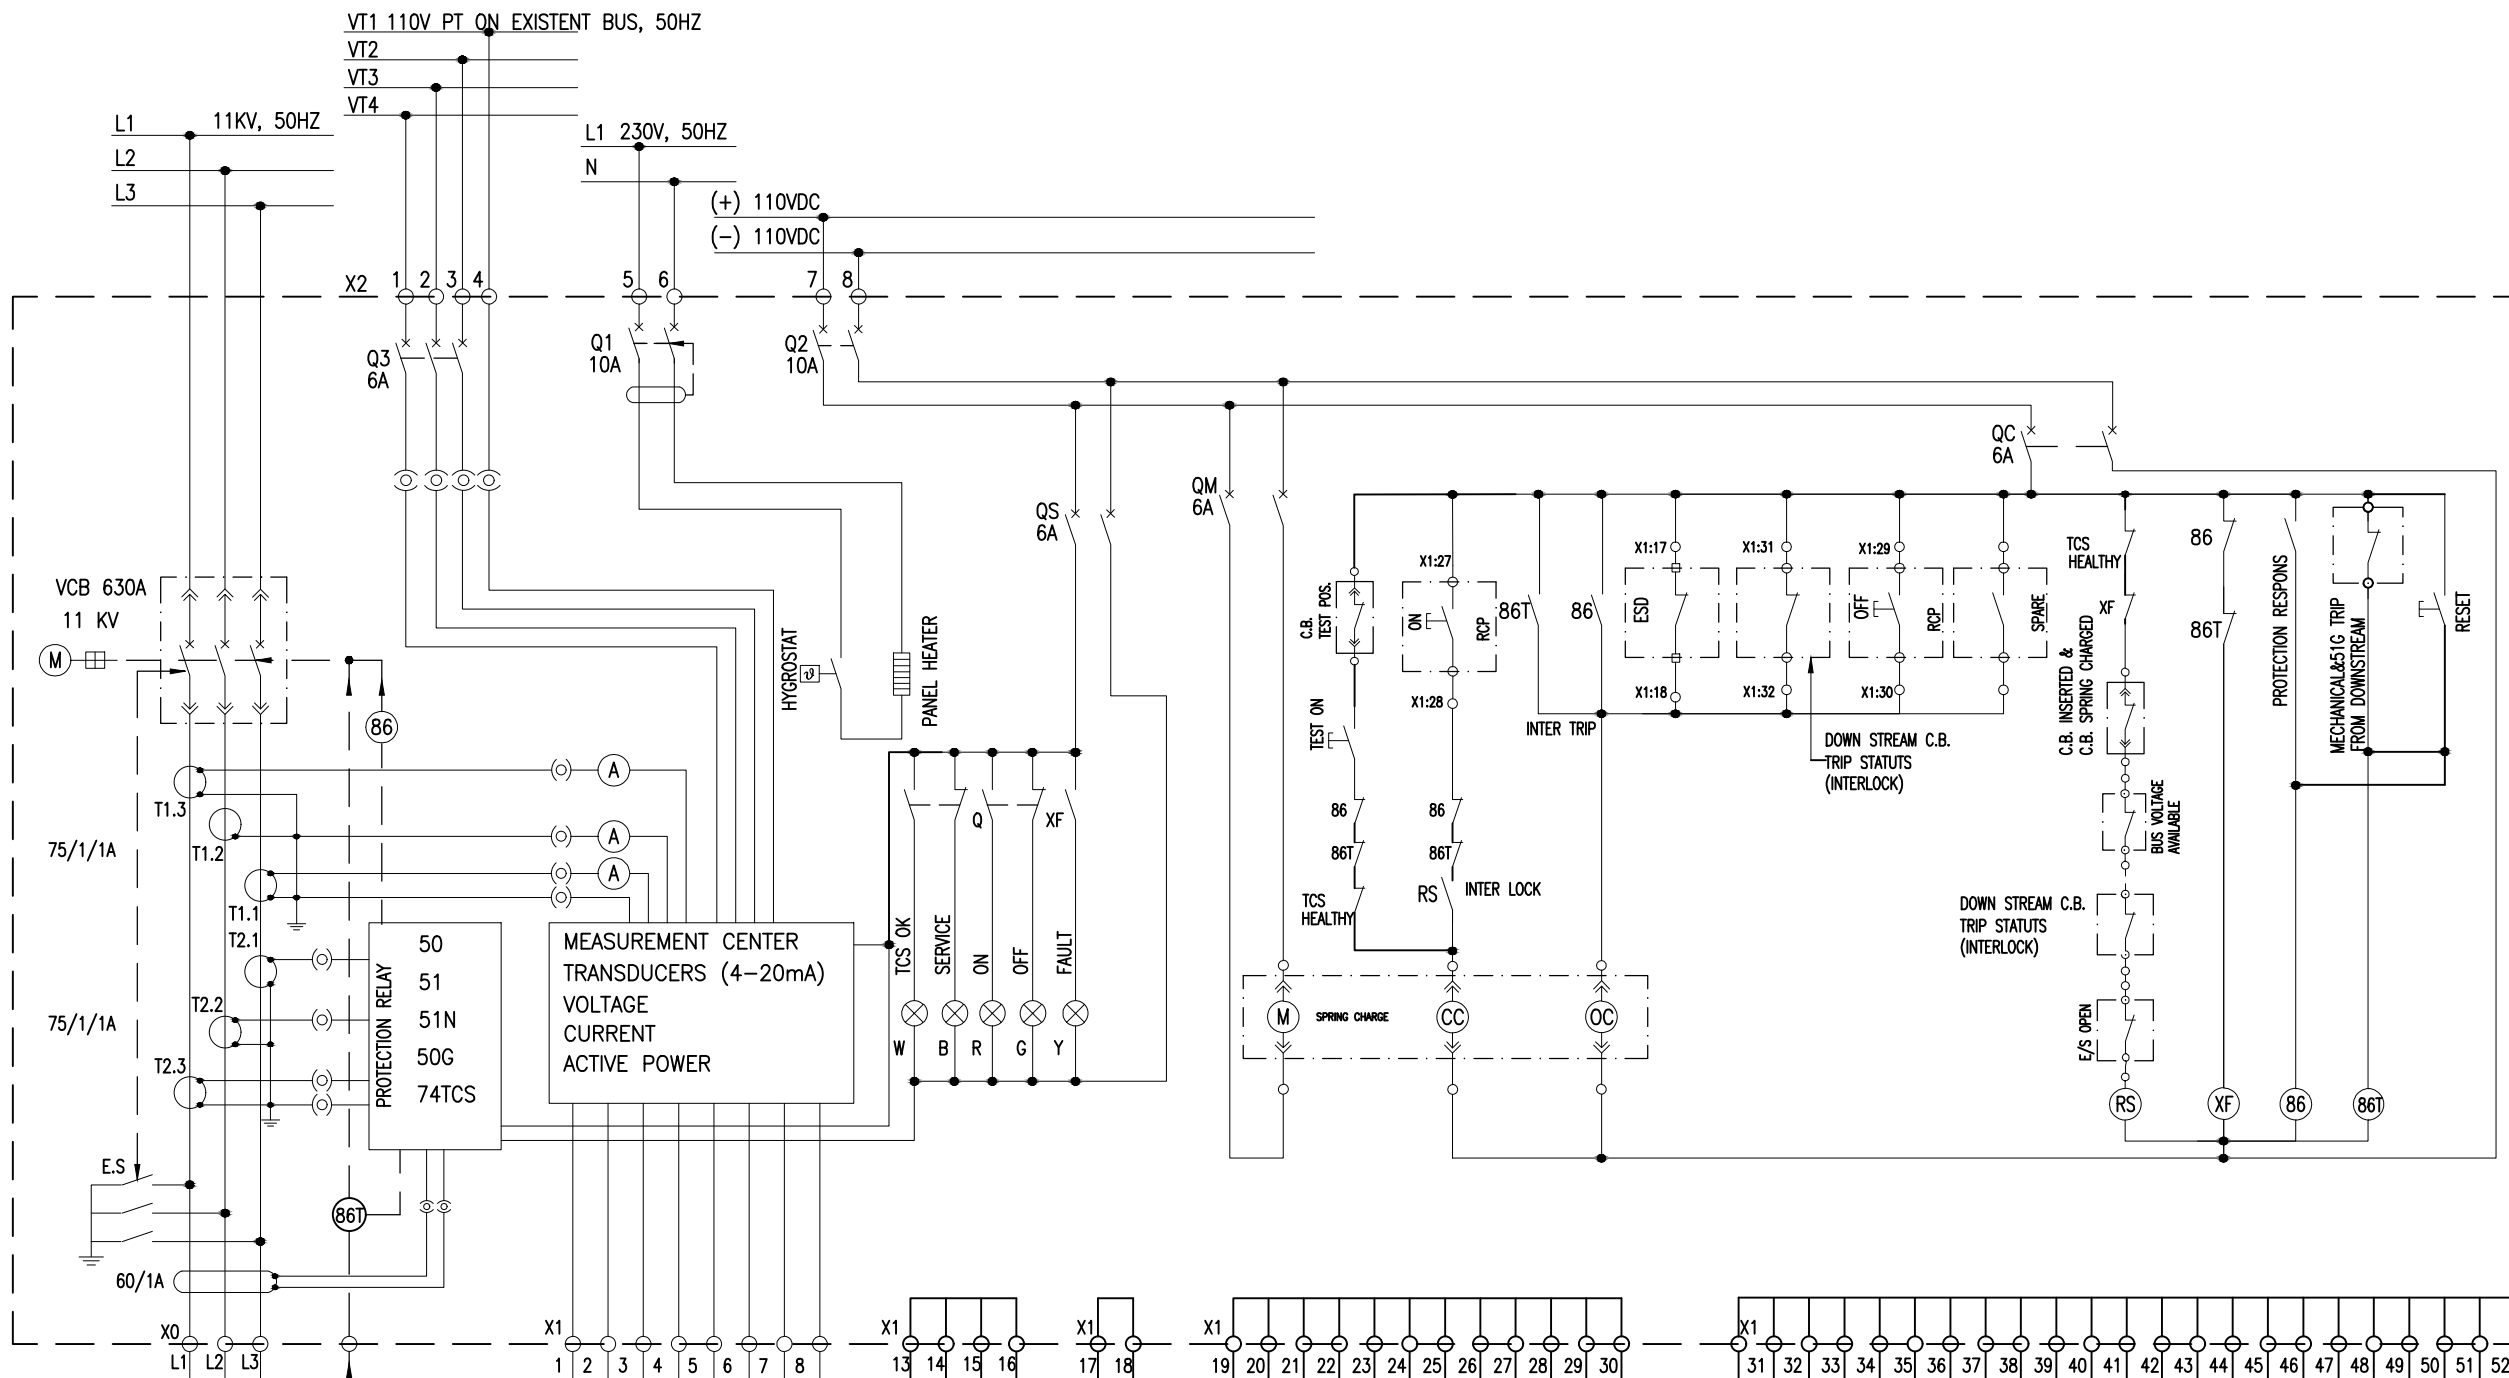 VT1 110V PT ON EXISTENT BUS, 50HZ
VT2
VT3
VT4
L1 11KV, 50HZ
L2
L3
L1 230V, 50HZ
N
(+) 110VDC
(-) 110VDC
X2 1 2 3 4 5 6 7 8
Q3
6A
Q1
10A
Q2
10A
QC
6A
QM
6A
QS
6A
VCB 630A
11 KV
M
86
HYGROSTAT
ϑ
PANEL HEATER
C.B.
TEST POS.
TEST ON
86
86T
TCS
HEALTHY
X1:27
ON
RCP
X1:28
86
86T
RS
INTER LOCK
86T
86
INTER TRIP
X1:17
ESD
X1:18
X1:31
X1:32
DOWN STREAM C.B.
TRIP STATUTS
(INTERLOCK)
X1:29
OFF
RCP
X1:30
SPARE
TCS
HEALTHY
XF
C.B. INSERTED &
C.B. SPRING CHARGED
BUS VOLTAGE
AVAILABLE
DOWN STREAM C.B.
TRIP STATUTS
(INTERLOCK)
E/S OPEN
86
86T
PROTECTION RESPONS
MECHANICAL&51G TRIP
FROM DOWNSTREAM
RESET
RS
XF
86
86T
T1.3
T1.2
T1.1
75/1/1A
A
A
A
T2.1
T2.2
T2.3
75/1/1A
PROTECTION RELAY
50
51
51N
50G
74TCS
MEASUREMENT CENTER
TRANSDUCERS (4-20mA)
VOLTAGE
CURRENT
ACTIVE POWER
Q
XF
TCS OK
SERVICE
ON
OFF
FAULT
W B R G Y
M
SPRING CHARGE
CC
OC
E.S
86T
60/1A
X0
L1 L2 L3
X1
1 2 3 4 5 6 7 8
X1
13 14 15 16
X1
17 18
X1
19 20 21 22 23 24 25 26 27 28 29 30
X1
31 32 33 34 35 36 37 38 39 40 41 42 43 44 45 46 47 48 49 50 51 52